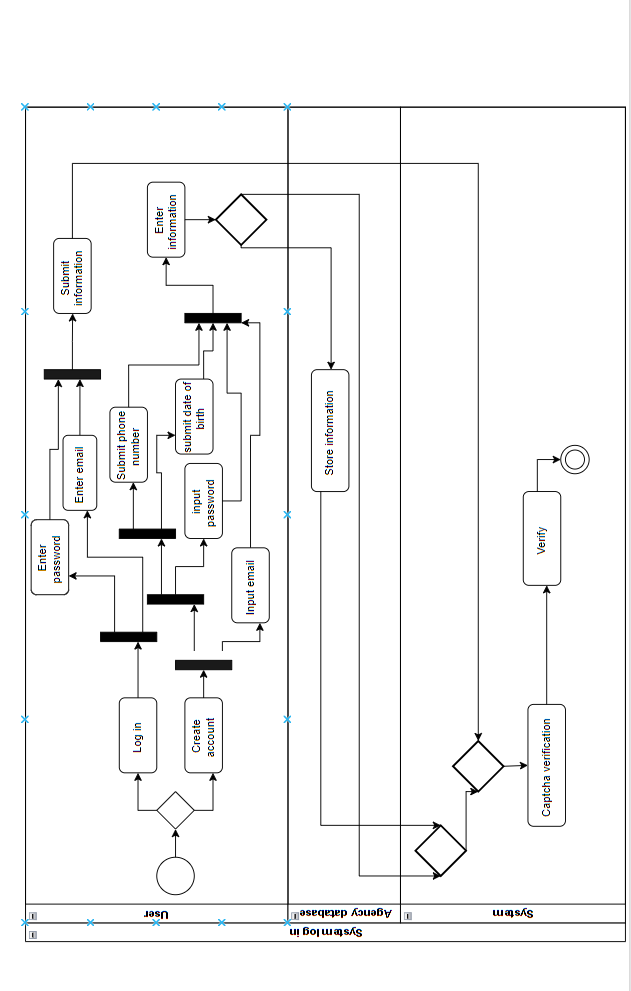 Enter
information
Submit
information
Submit phone
number
submit date of
birth
Store information
Enter email
input
password
Enter
password
Input email
Verify
Log in
Create
account
Captcha verification
User
Agency database
System
System log in